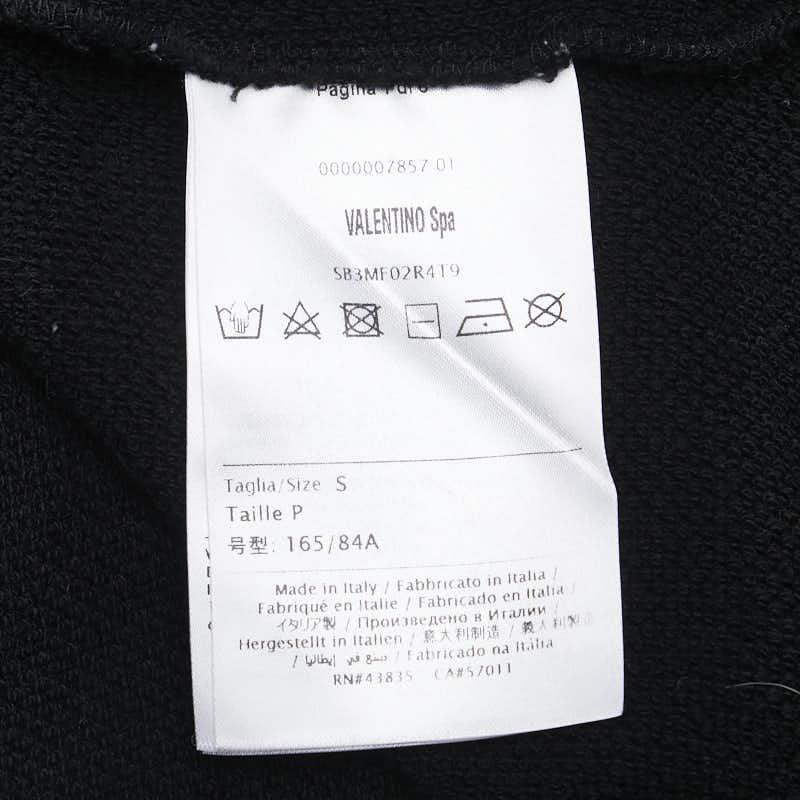 Pagina
0000007857 01
VALENTINO Spa
SB3MF02R4T9
Taglia/Size S
Taille P
号型: 165/84A
Made in Italy / Fabbricato in Italia /
Fabriqué en Italie / Fabricado en Italia /
イタリア製 / Произведено в Италии /
Hergestellt in Italien / 意大利制造 / 義大利製造
/ صنع في إيطاليا / Fabricado na Itália
RN#43835 CA#57011